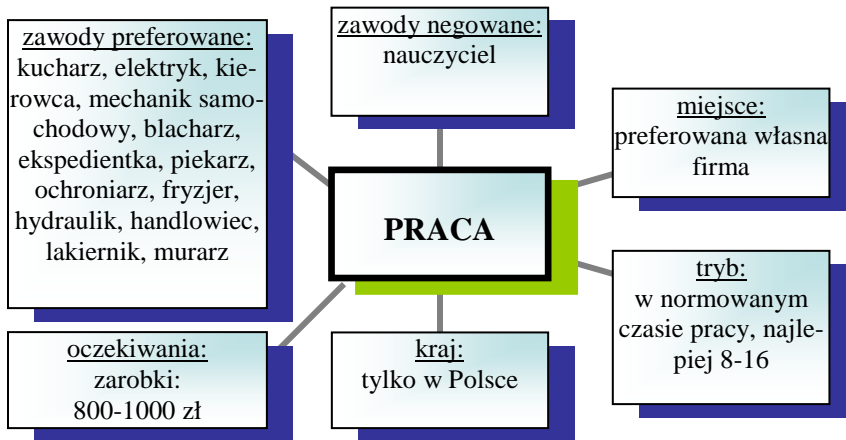 zawody preferowane:
kucharz, elektryk, kie-
rowca, mechanik samo-
chodowy, blacharz,
ekspedientka, piekarz,
ochroniarz, fryzjer,
hydraulik, handlowiec,
lakiernik, murarz
zawody negowane:
nauczyciel
miejsce:
preferowana własna
firma
PRACA
tryb:
w normowanym
czasie pracy, najle-
piej 8-16
oczekiwania:
zarobki:
800-1000 zł
kraj:
tylko w Polsce